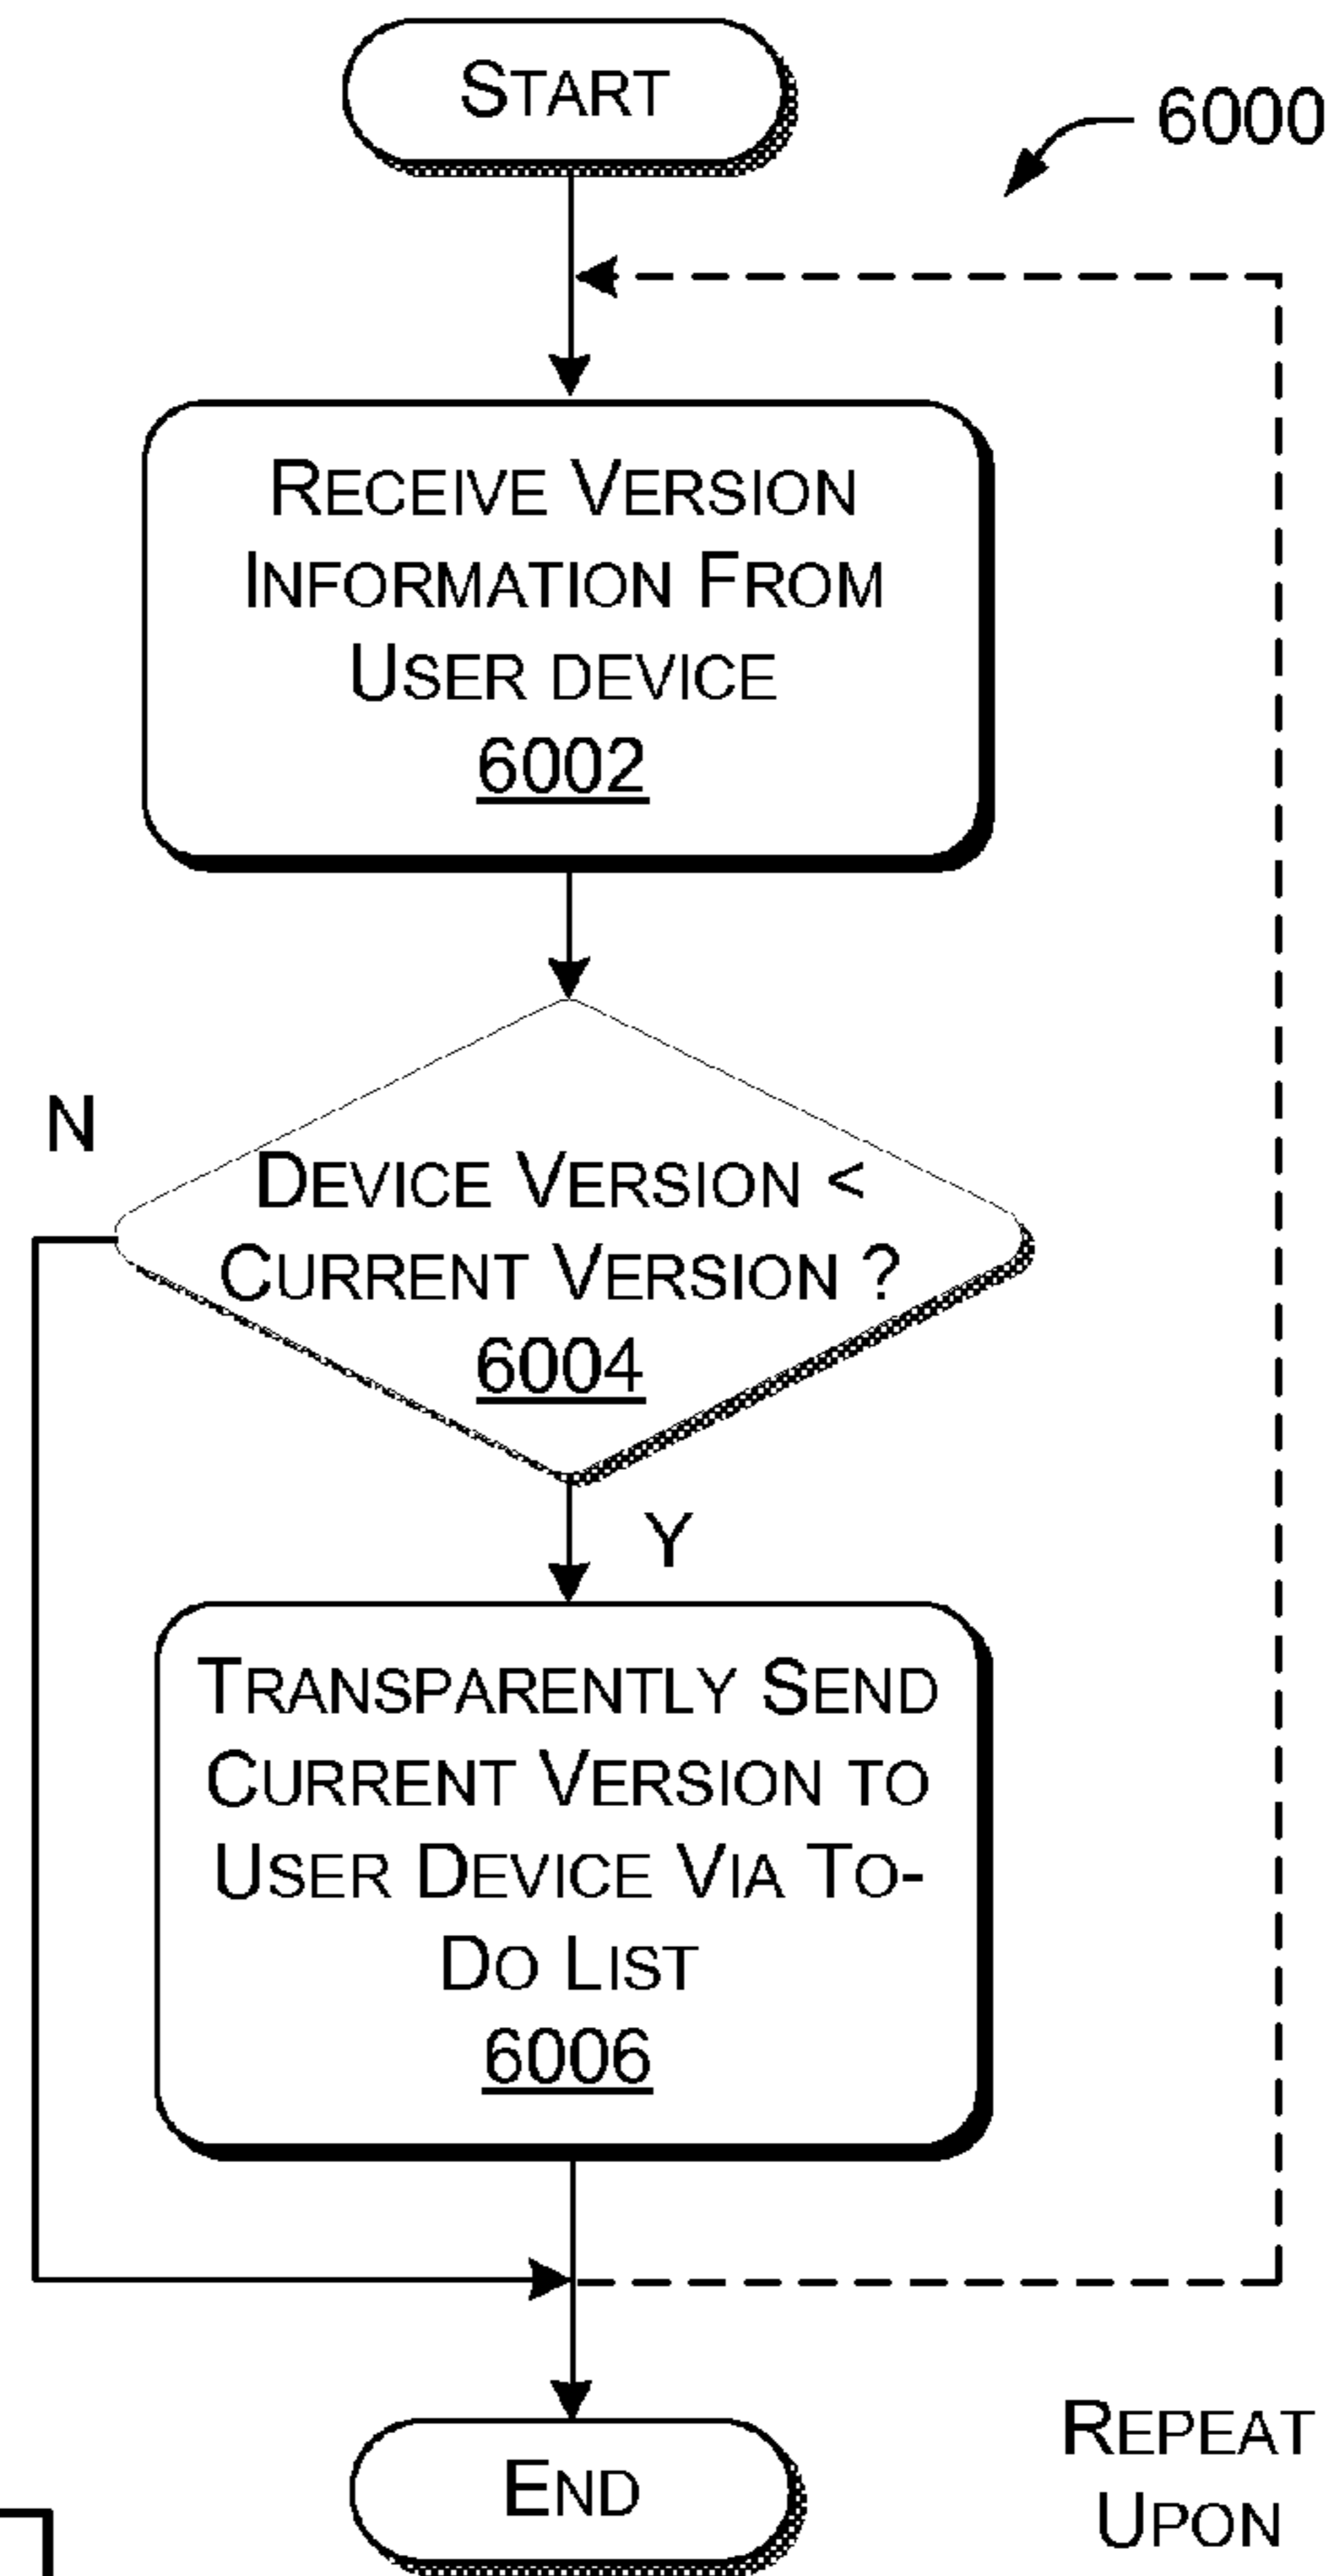 START
6000
RECEIVE VERSION
INFORMATION FROM
USER DEVICE
6002
N
DEVICE VERSION <
CURRENT VERSION ?
6004
Y
TRANSPARENTLY SEND
CURRENT VERSION TO
USER DEVICE VIA TO-
DO LIST
6006
END
REPEAT
UPON